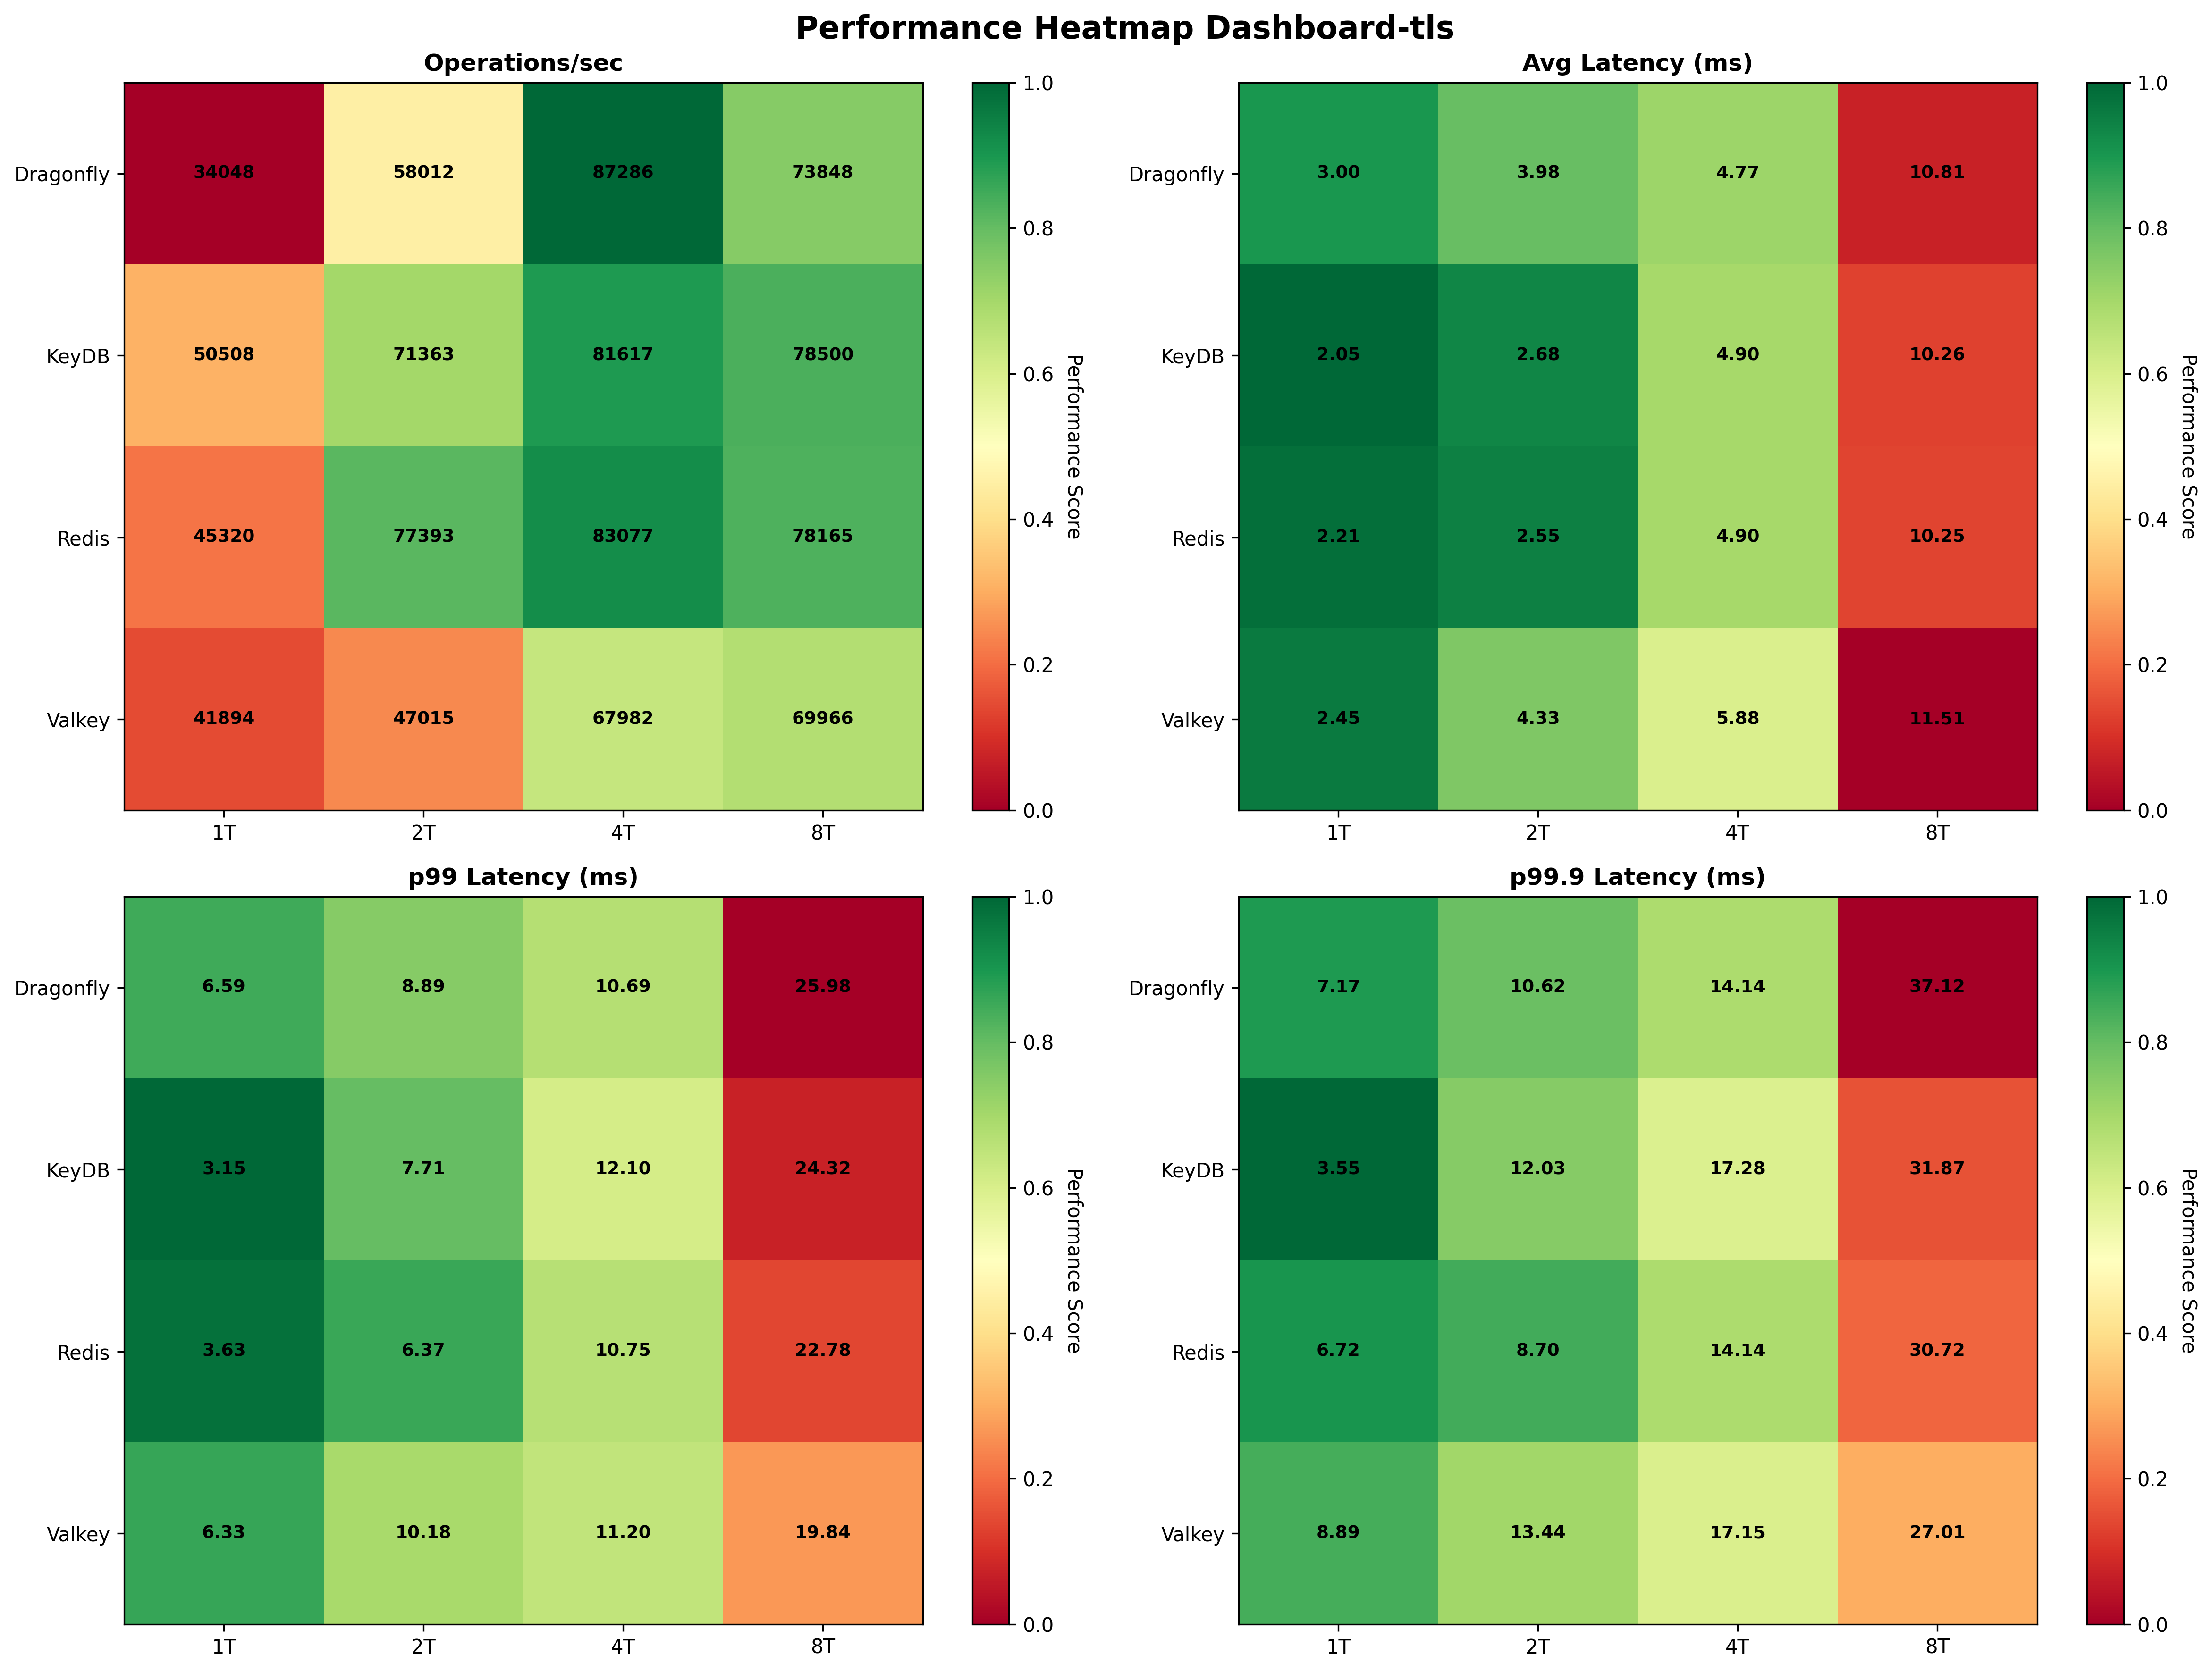 Performance Heatmap Dashboard-tls
Operations/sec
Dragonfly 34048 58012 87286 73848
KeyDB 50508 71363 81617 78500
Redis 45320 77393 83077 78165
Valkey 41894 47015 67982 69966
1T 2T 4T 8T
1.0
0.8
0.6
0.4
0.2
0.0
Performance Score
Avg Latency (ms)
Dragonfly 3.00 3.98 4.77 10.81
KeyDB 2.05 2.68 4.90 10.26
Redis 2.21 2.55 4.90 10.25
Valkey 2.45 4.33 5.88 11.51
1T 2T 4T 8T
1.0
0.8
0.6
0.4
0.2
0.0
Performance Score
p99 Latency (ms)
Dragonfly 6.59 8.89 10.69 25.98
KeyDB 3.15 7.71 12.10 24.32
Redis 3.63 6.37 10.75 22.78
Valkey 6.33 10.18 11.20 19.84
1T 2T 4T 8T
1.0
0.8
0.6
0.4
0.2
0.0
Performance Score
p99.9 Latency (ms)
Dragonfly 7.17 10.62 14.14 37.12
KeyDB 3.55 12.03 17.28 31.87
Redis 6.72 8.70 14.14 30.72
Valkey 8.89 13.44 17.15 27.01
1T 2T 4T 8T
1.0
0.8
0.6
0.4
0.2
0.0
Performance Score